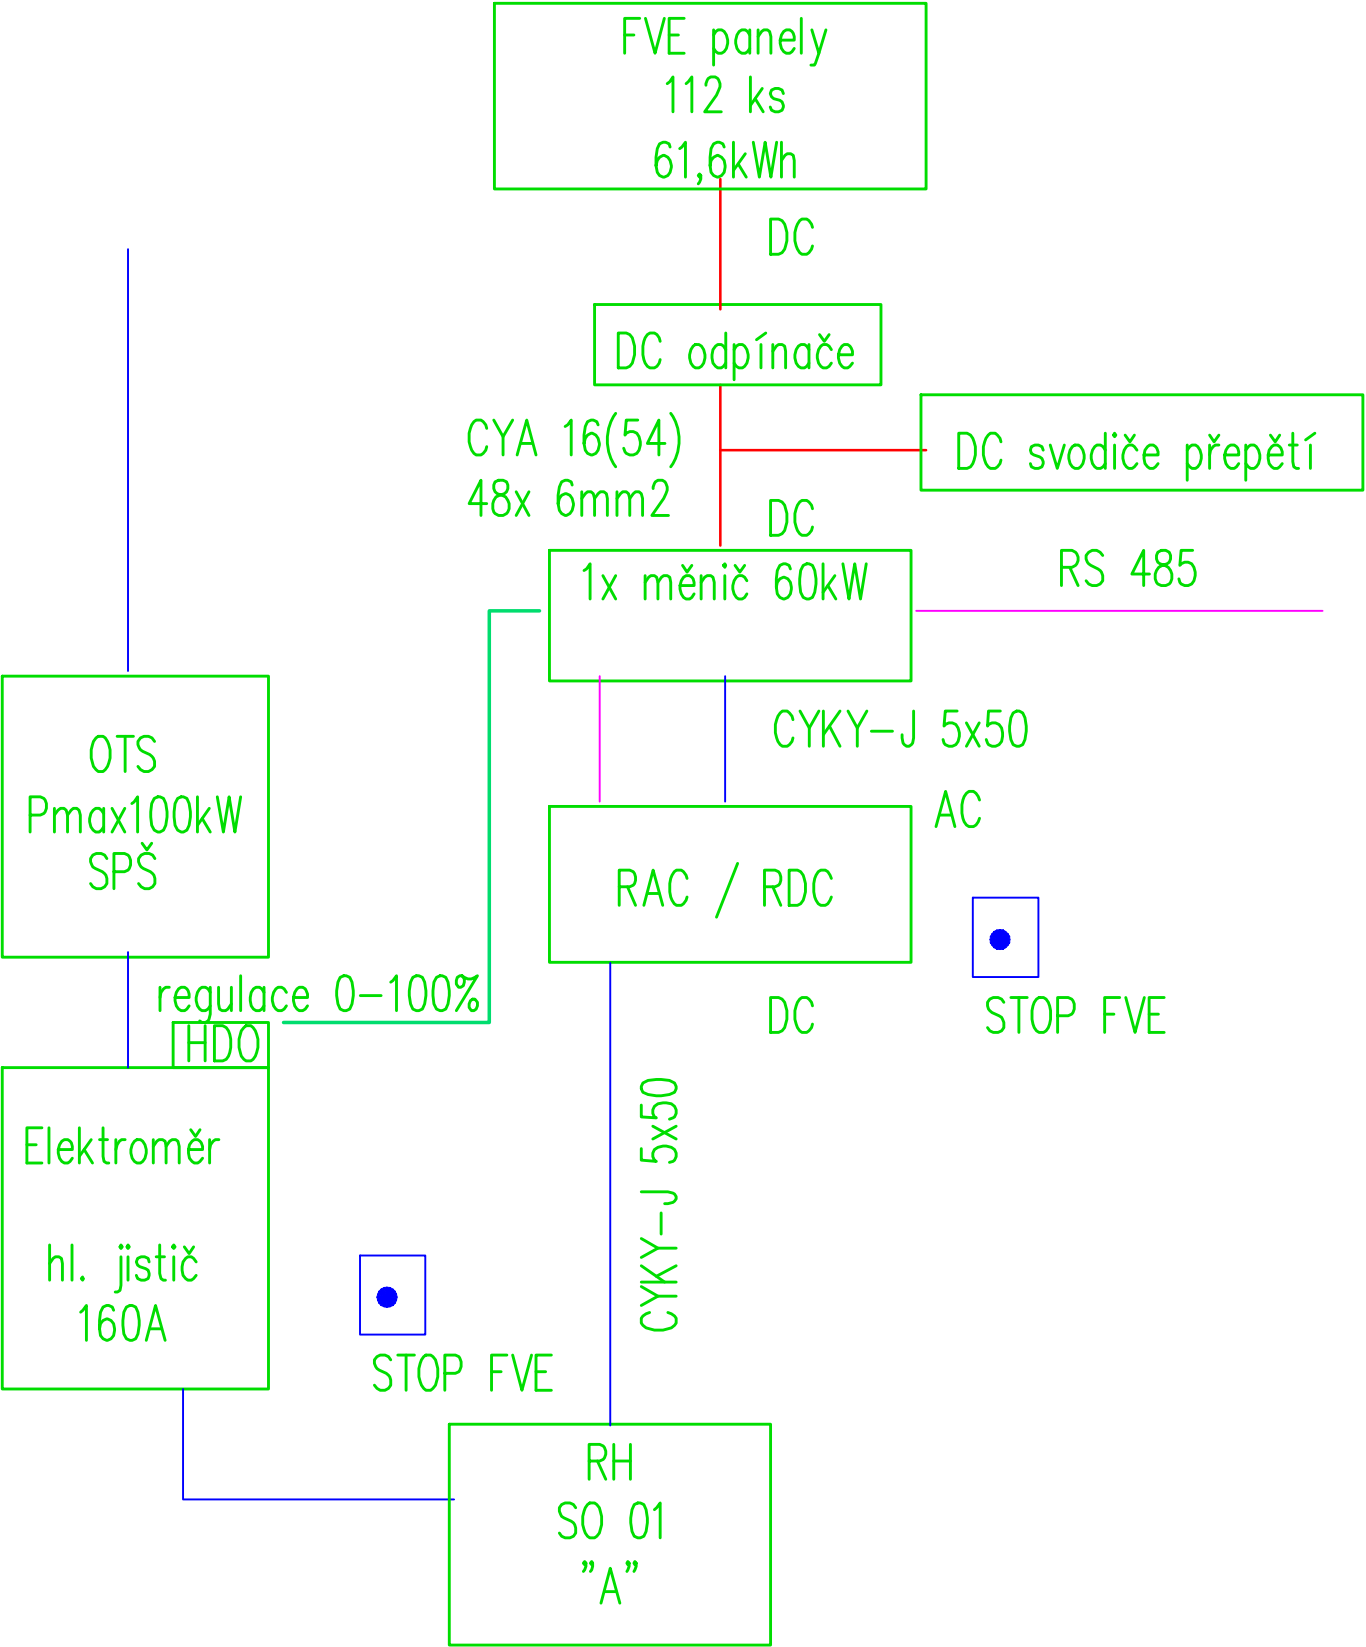 FVE panely
112 ks
61,6kWh
DC
DC odpínače
CYA 16(54)
48x 6mm2
DC svodiče přepětí
DC
1x měnič 60kW
RS 485
CYKY-J 5x50
OTS
Pmax100kW
SPŠ
AC
RAC / RDC
regulace 0-100%
HDO
DC
STOP FVE
CYKY-J 5x50
Elektroměr
hl. jistič
160A
STOP FVE
RH
SO 01
"A"